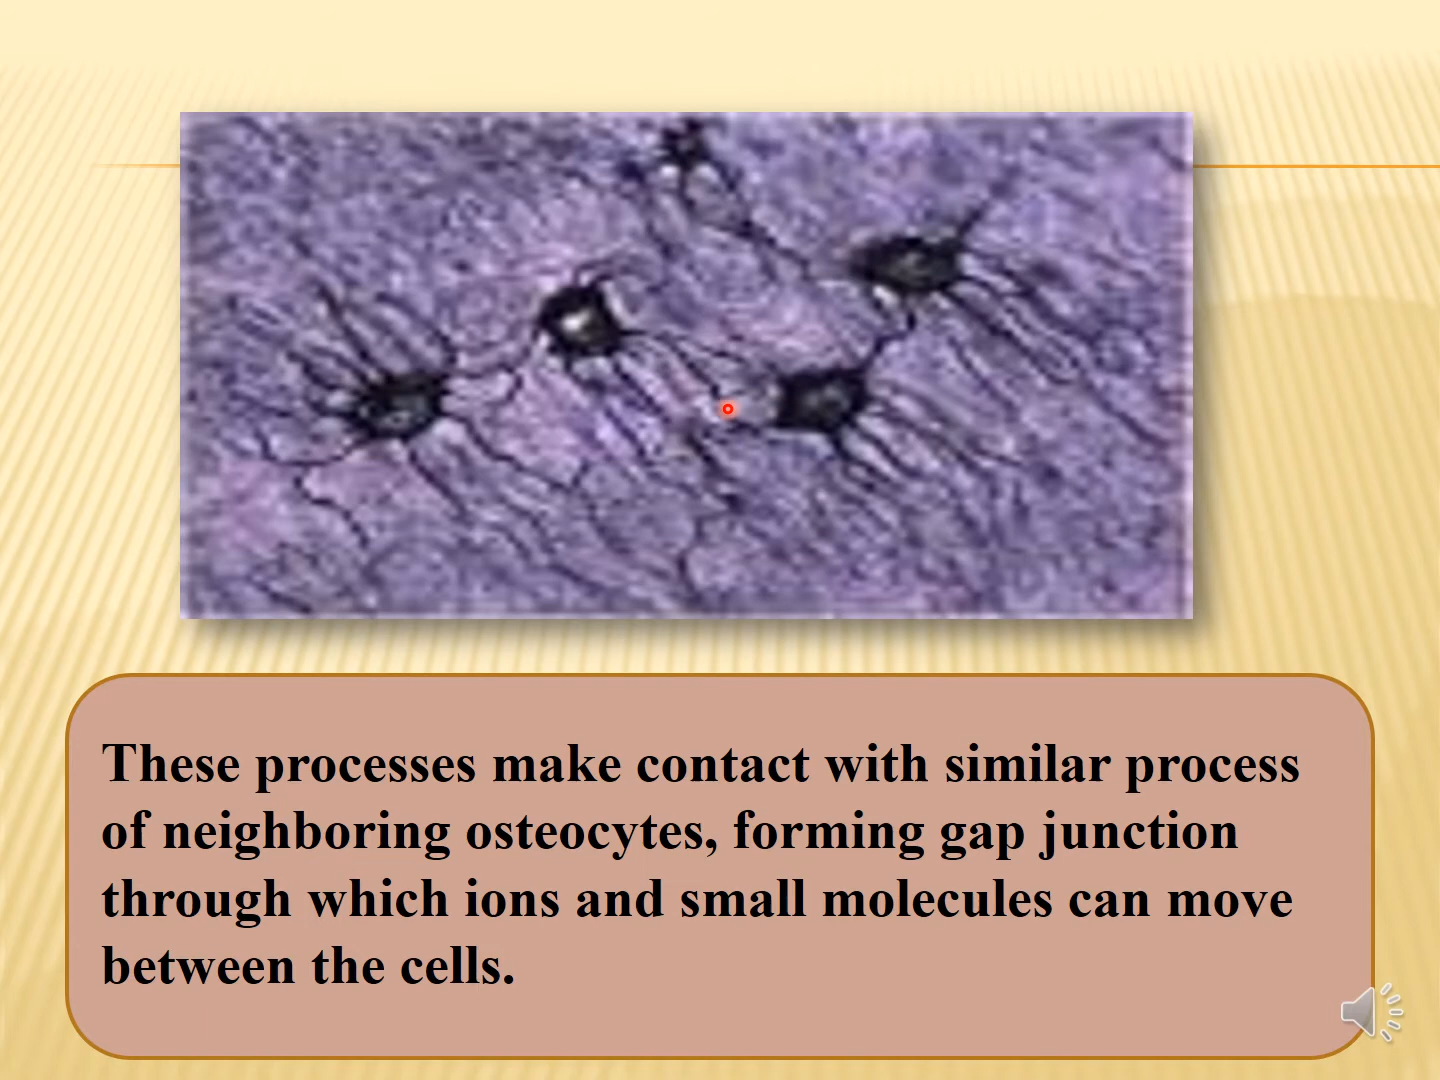 These processes make contact with similar process
of neighboring osteocytes, forming gap junction
through which ions and small molecules can move
between the cells.